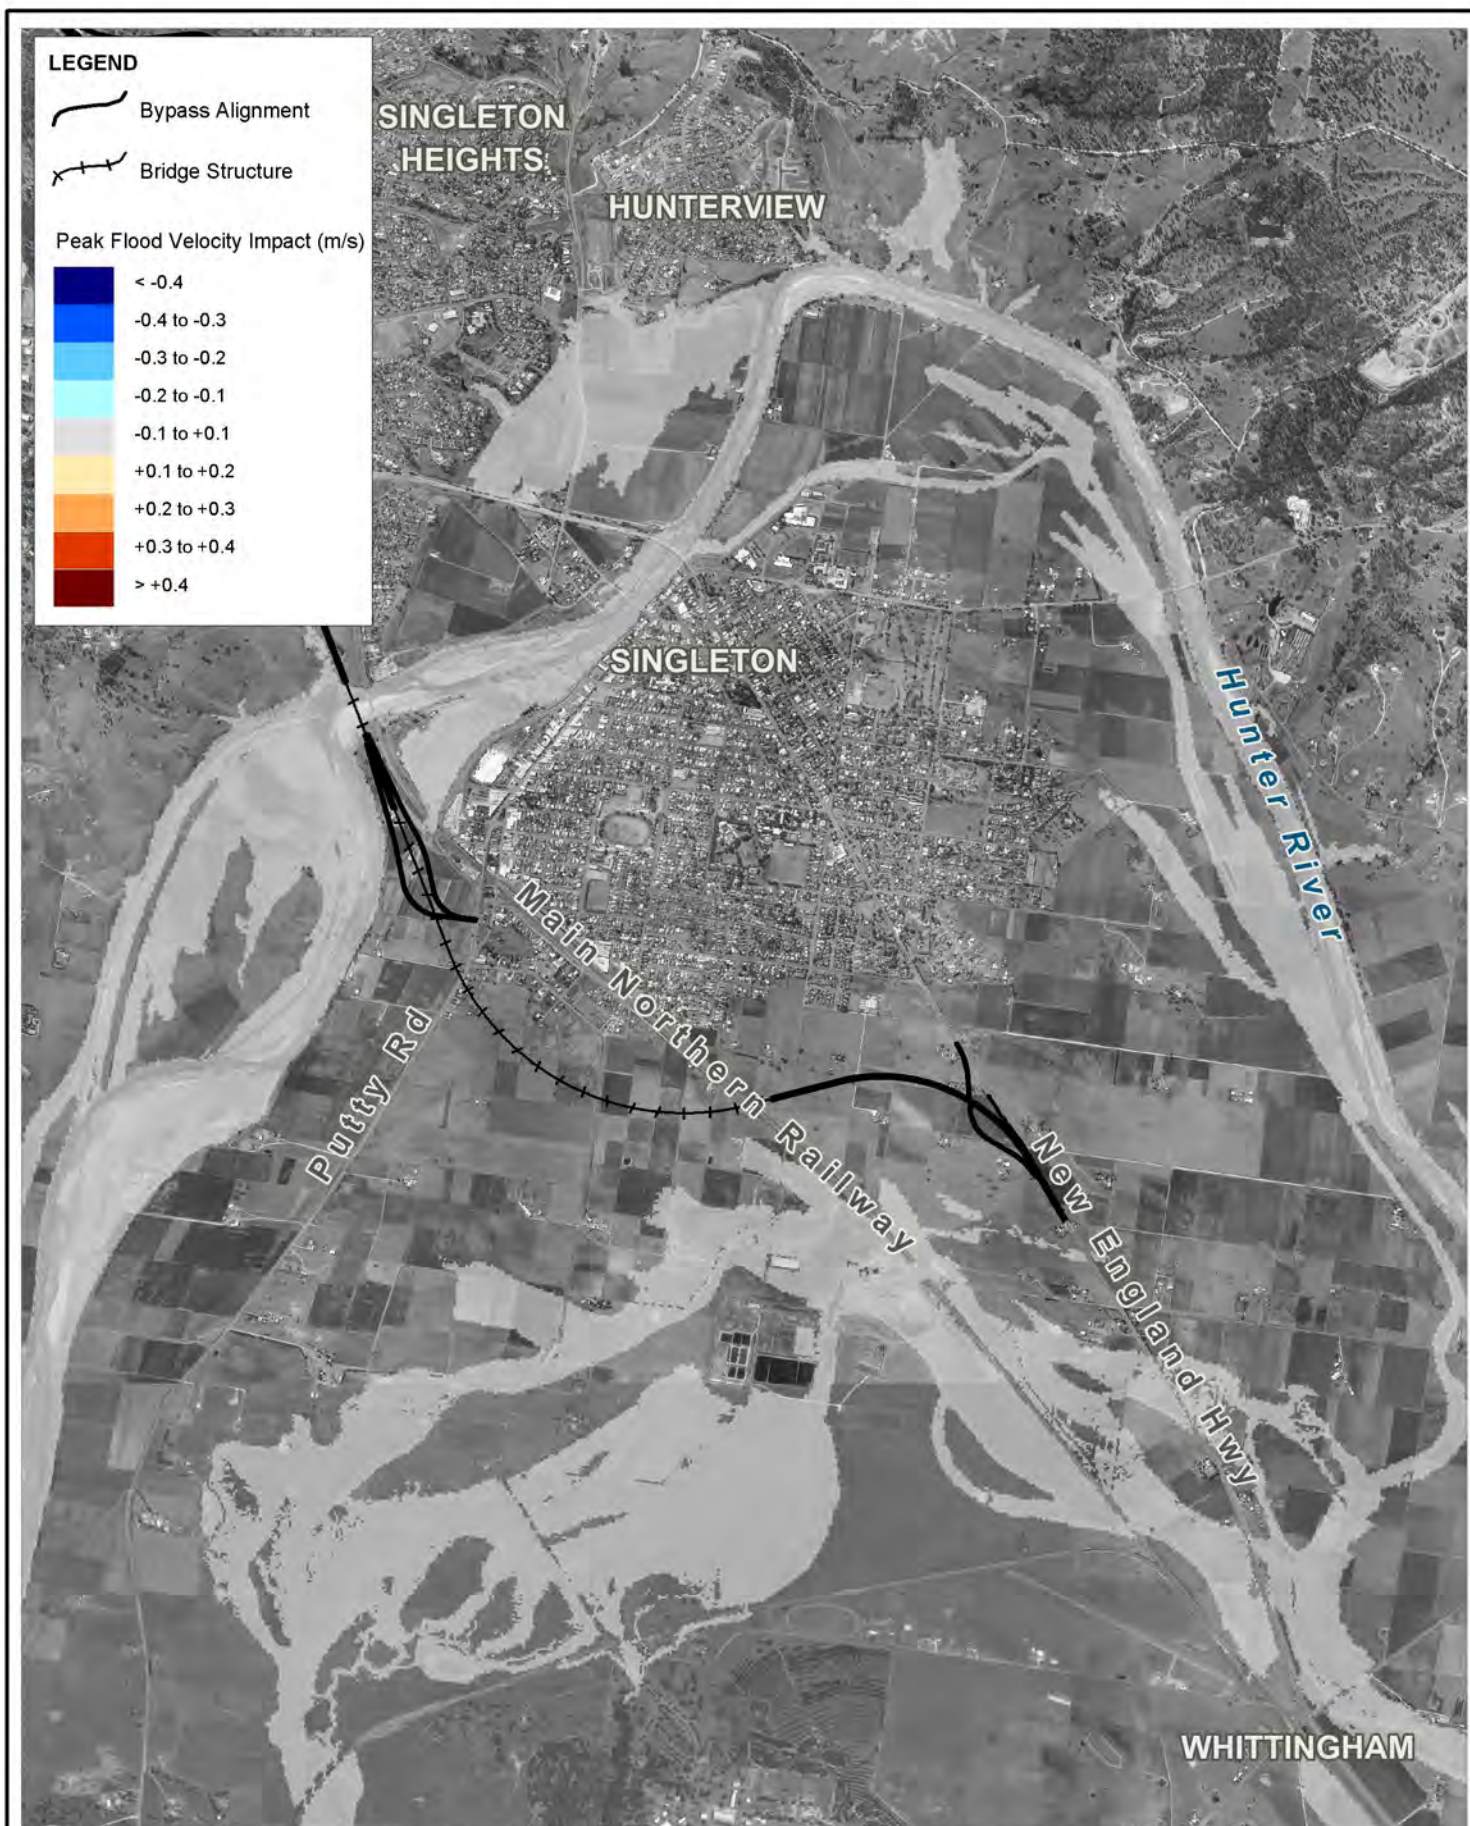 LEGEND
Bypass Alignment
Bridge Structure
Peak Flood Velocity Impact (m/s)
< -0.4
-0.4 to -0.3
-0.3 to -0.2
-0.2 to -0.1
-0.1 to +0.1
+0.1 to +0.2
+0.2 to +0.3
+0.3 to +0.4
> +0.4
SINGLETON
HEIGHTS
HUNTERVIEW
SINGLETON
Hunter River
Main Northern Railway
Putty Rd
New England Hwy
WHITTINGHAM